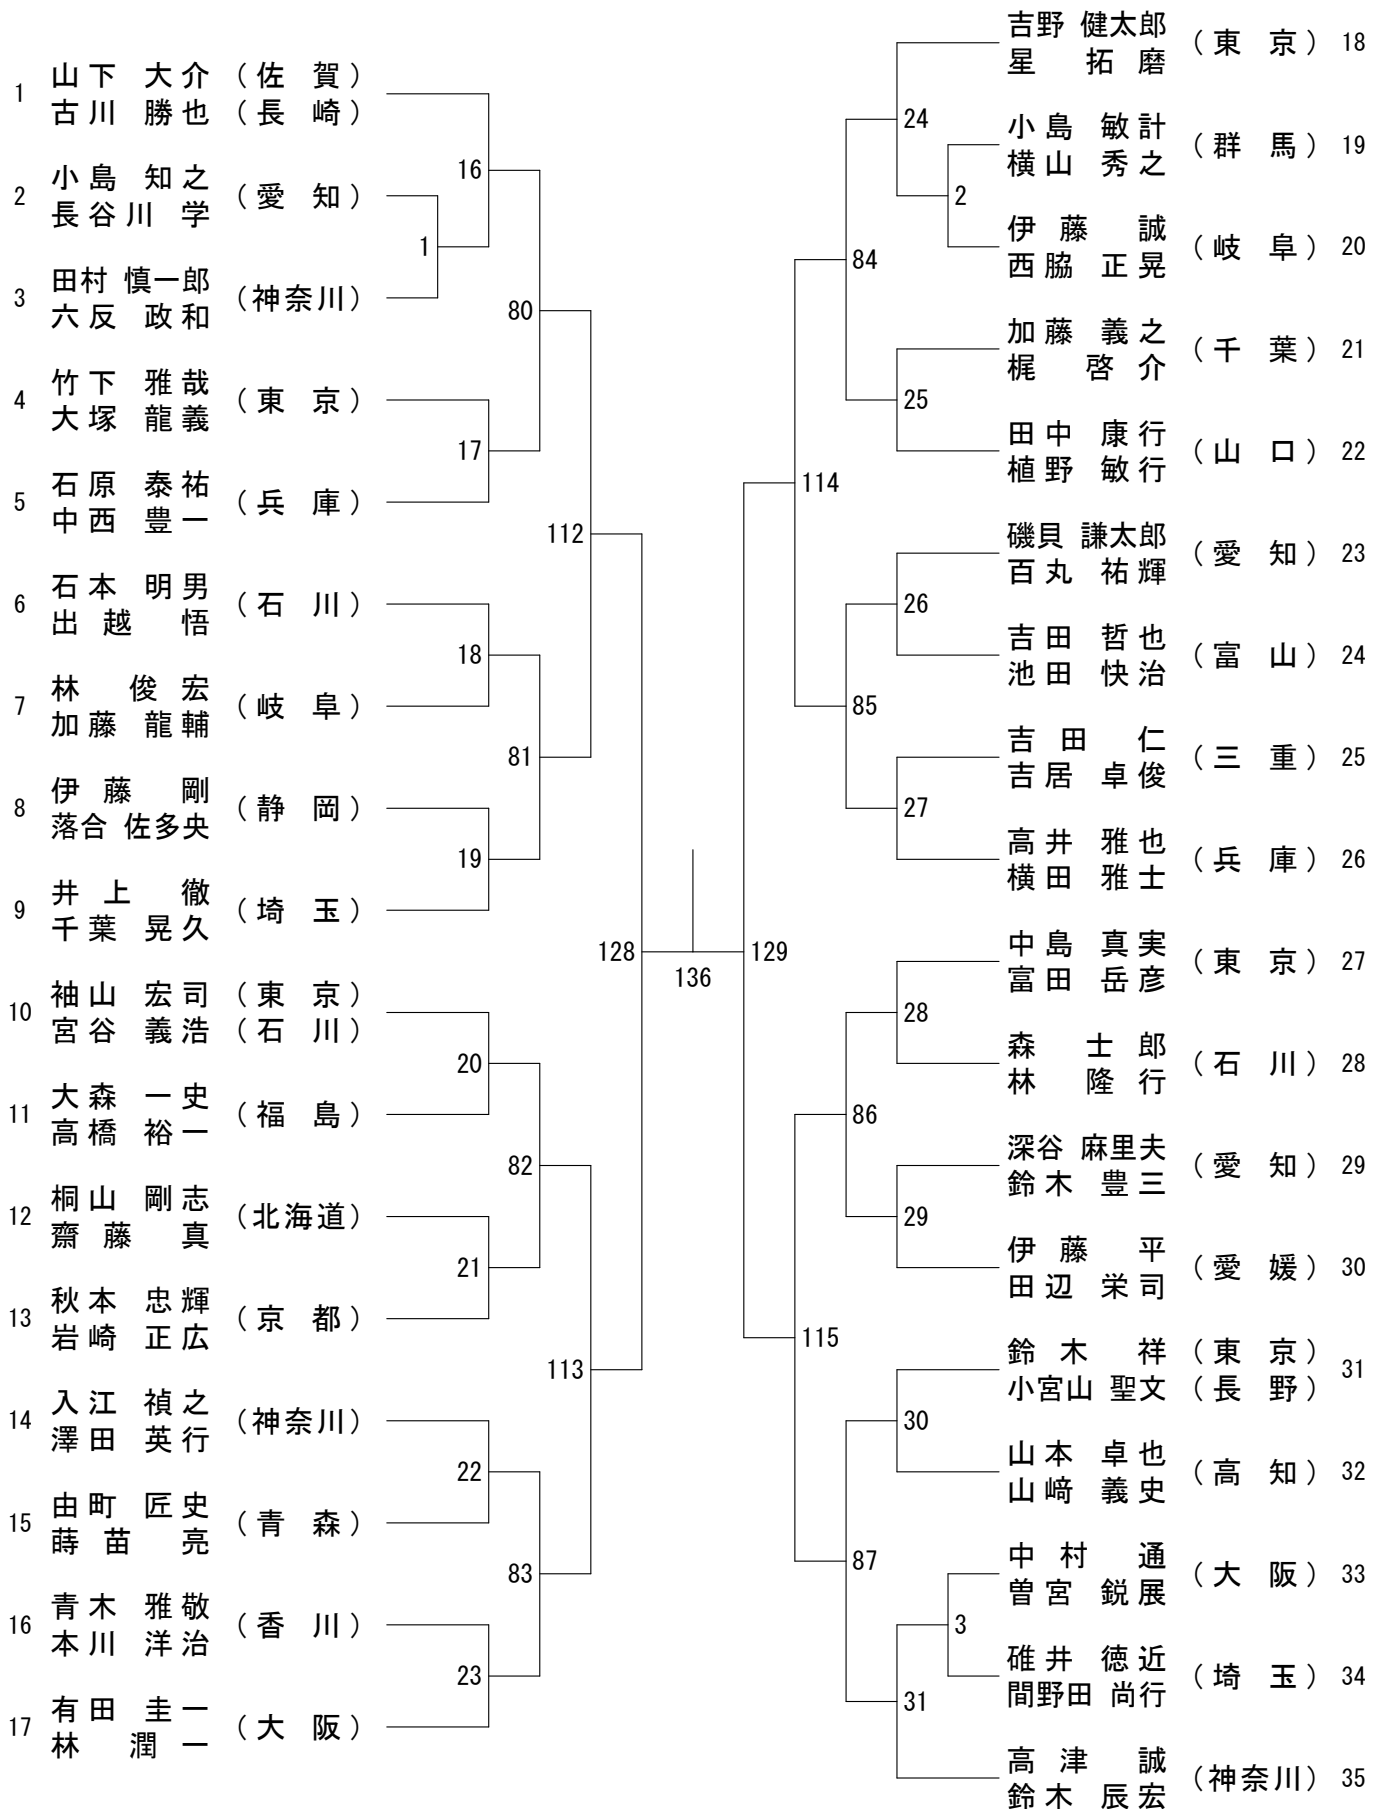 1 山下 大介 (佐 賀)
古川 勝也 (長 崎)
2 小島 知之 (愛 知)
長谷川 学
3 田村 慎一郎 (神奈川)
六反 政和
4 竹下 雅哉 (東 京)
大塚 龍義
5 石原 泰祐 (兵 庫)
中西 豊一
6 石本 明男 (石 川)
出越 悟
7 林 俊宏 (岐 阜)
加藤 龍輔
8 伊藤 剛 (静 岡)
落合 佐多央
9 井上 徹 (埼 玉)
千葉 晃久
10 袖山 宏司 (東 京)
宮谷 義浩 (石 川)
11 大森 一史 (福 島)
高橋 裕一
12 桐山 剛志 (北海道)
齋藤 真
13 秋本 忠輝 (京 都)
岩崎 正広
14 入江 禎之 (神奈川)
澤田 英行
15 由町 匠史 (青 森)
蒔苗 亮
16 青木 雅敬 (香 川)
本川 洋治
17 有田 圭一 (大 阪)
林 潤一
1
16
17
18
19
20
21
22
23
80
81
82
83
112
113
128
136
129
114
115
84
85
86
87
24
25
26
27
28
29
30
31
2
3
吉野 健太郎 (東 京) 18
星 拓磨
小島 敏計 (群 馬) 19
横山 秀之
伊藤 誠 (岐 阜) 20
西脇 正晃
加藤 義之 (千 葉) 21
梶 啓介
田中 康行 (山 口) 22
植野 敏行
磯貝 謙太郎 (愛 知) 23
百丸 祐輝
吉田 哲也 (富 山) 24
池田 快治
吉田 仁 (三 重) 25
吉居 卓俊
高井 雅也 (兵 庫) 26
横田 雅士
中島 真実 (東 京) 27
富田 岳彦
森 士郎 (石 川) 28
林 隆行
深谷 麻里夫 (愛 知) 29
鈴木 豊三
伊藤 平 (愛 媛) 30
田辺 栄司
鈴木 祥 (東 京) 31
小宮山 聖文 (長 野)
山本 卓也 (高 知) 32
山﨑 義史
中村 通 (大 阪) 33
曽宮 鋭展
碓井 徳近 (埼 玉) 34
間野田 尚行
高津 誠 (神奈川) 35
鈴木 辰宏